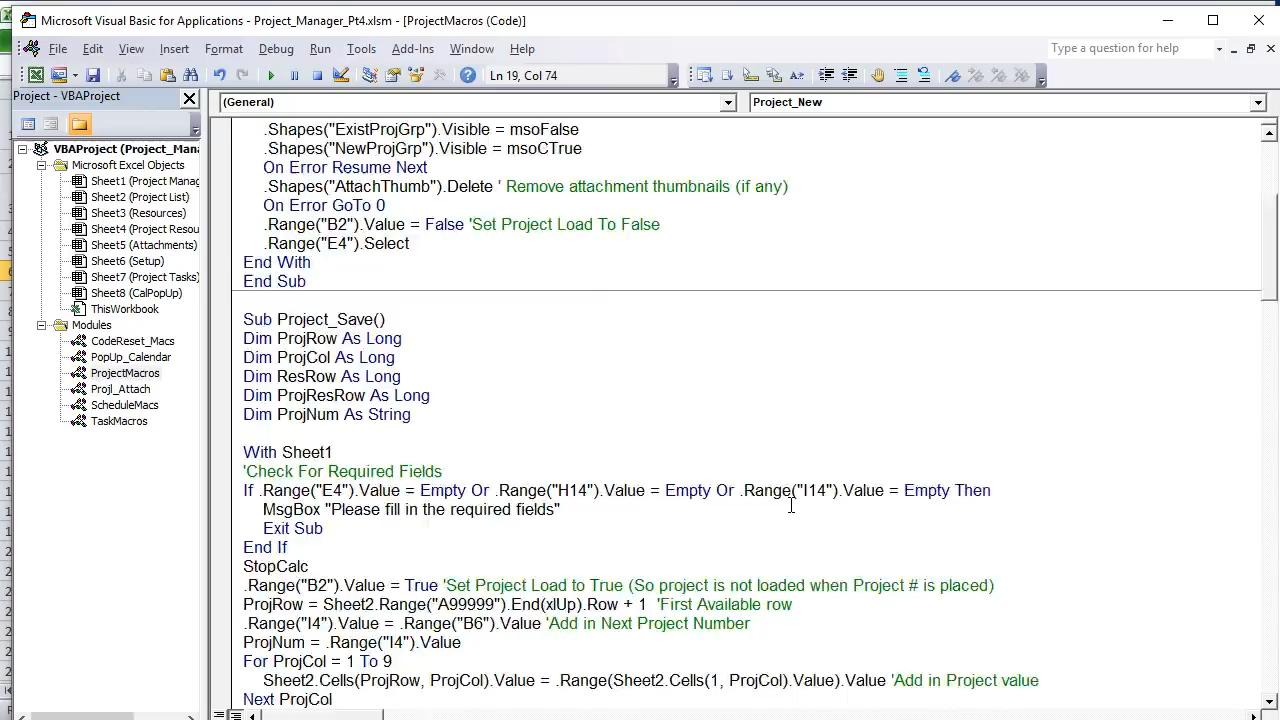 Microsoft Visual Basic for Applications - Project_Manager_Pt4.xlsm - [ProjectMacros (Code)]
File Edit View Insert Format Debug Run Tools Add-Ins Window Help
Type a question for help
Ln 19, Col 74
Project - VBAProject
(General)
Project_New
VBAProject (Project_Mana
Microsoft Excel Objects
Sheet1 (Project Manag
Sheet2 (Project List)
Sheet3 (Resources)
Sheet4 (Project Resou
Sheet5 (Attachments)
Sheet6 (Setup)
Sheet7 (Project Tasks)
Sheet8 (CalPopUp)
ThisWorkbook
Modules
CodeReset_Macs
PopUp_Calendar
ProjectMacros
Projl_Attach
ScheduleMacs
TaskMacros
.Shapes("ExistProjGrp").Visible = msoFalse
.Shapes("NewProjGrp").Visible = msoCTrue
On Error Resume Next
.Shapes("AttachThumb").Delete ' Remove attachment thumbnails (if any)
On Error GoTo 0
.Range("B2").Value = False 'Set Project Load To False
.Range("E4").Select
End With
End Sub
Sub Project_Save()
Dim ProjRow As Long
Dim ProjCol As Long
Dim ResRow As Long
Dim ProjResRow As Long
Dim ProjNum As String
With Sheet1
'Check For Required Fields
If .Range("E4").Value = Empty Or .Range("H14").Value = Empty Or .Range("I14").Value = Empty Then
MsgBox "Please fill in the required fields"
Exit Sub
End If
StopCalc
.Range("B2").Value = True 'Set Project Load to True (So project is not loaded when Project # is placed)
ProjRow = Sheet2.Range("A99999").End(xlUp).Row + 1 'First Available row
.Range("I4").Value = .Range("B6").Value 'Add in Next Project Number
ProjNum = .Range("I4").Value
For ProjCol = 1 To 9
Sheet2.Cells(ProjRow, ProjCol).Value = .Range(Sheet2.Cells(1, ProjCol).Value).Value 'Add in Project value
Next ProjCol